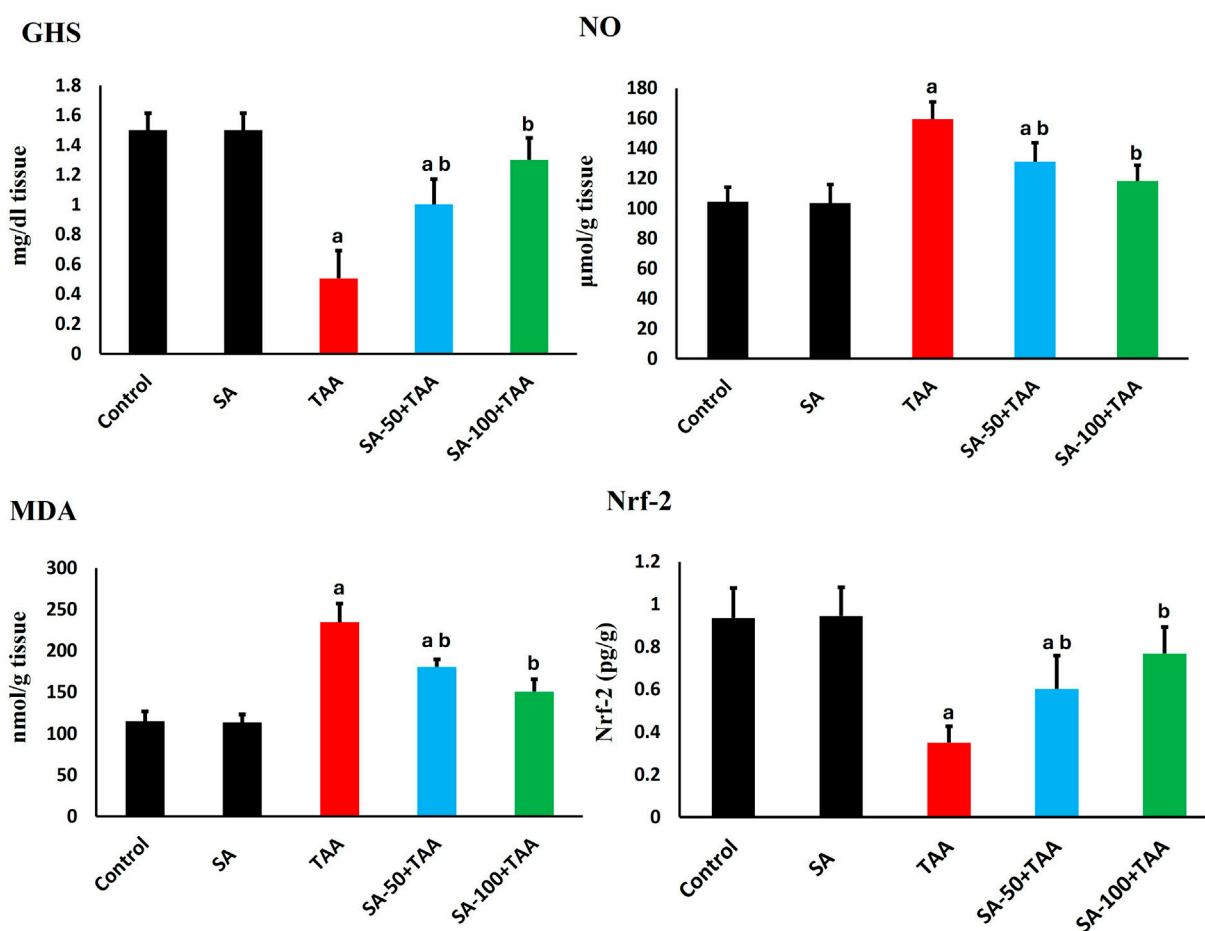 GHS
mg/dl tissue
1.8
1.6
1.4
1.2
1
0.8
0.6
0.4
0.2
0
a
a b
b
Control
SA
TAA
SA-50+TAA
SA-100+TAA
NO
µmol/g tissue
180
160
140
120
100
80
60
40
20
0
a
a b
b
Control
SA
TAA
SA-50+TAA
SA-100+TAA
MDA
nmol/g tissue
300
250
200
150
100
50
0
a
a b
b
Control
SA
TAA
SA-50+TAA
SA-100+TAA
Nrf-2
Nrf-2 (pg/g)
1.2
1
0.8
0.6
0.4
0.2
0
a
a b
b
Control
SA
TAA
SA-50+TAA
SA-100+TAA